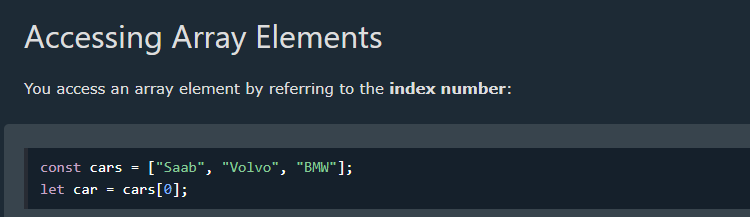 Accessing Array Elements
You access an array element by referring to the index number:
const cars = ["Saab", "Volvo", "BMW"];
let car = cars[0];